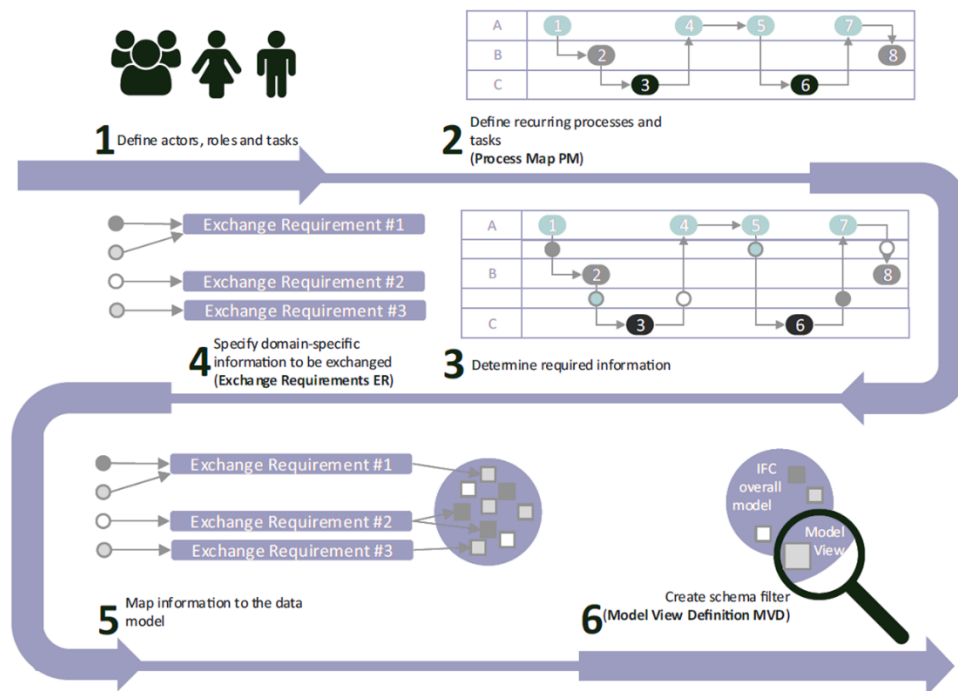 1 Define actors, roles and tasks
A 1 4 5 7
B 2 8
C 3 6
2 Define recurring processes and
tasks
(Process Map PM)
Exchange Requirement #1
Exchange Requirement #2
Exchange Requirement #3
4 Specify domain-specific
information to be exchanged
(Exchange Requirements ER)
A 1 4 5 7
B 2 8
C 3 6
3 Determine required information
Exchange Requirement #1
Exchange Requirement #2
Exchange Requirement #3
5 Map information to the data
model
IFC
overall
model
Model
View
6 Create schema filter
(Model View Definition MVD)